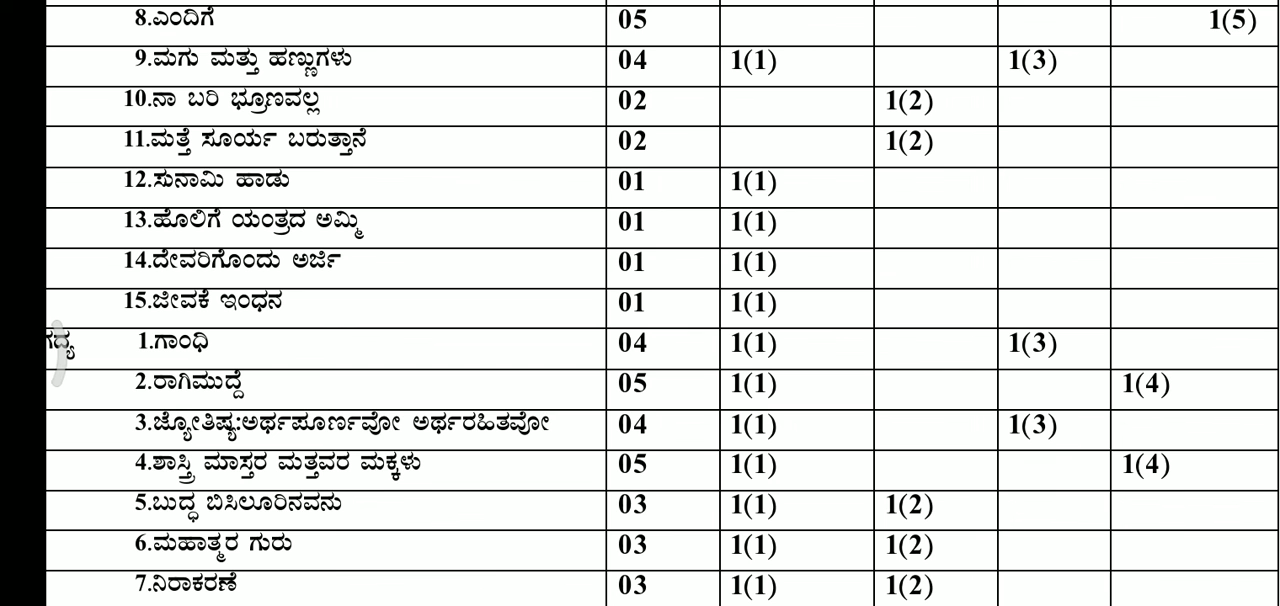 8.ಎಂದಿಗೆ 05 1(5)
9.ಮಗು ಮತ್ತು ಹಣ್ಣುಗಳು 04 1(1) 1(3)
10.ನಾ ಬರಿ ಭ್ರೂಣವಲ್ಲ 02 1(2)
11.ಮತ್ತೆ ಸೂರ್ಯ ಬರುತ್ತಾನೆ 02 1(2)
12.ಸುನಾಮಿ ಹಾಡು 01 1(1)
13.ಹೊಲಿಗೆ ಯಂತ್ರದ ಅಮ್ಮಿ 01 1(1)
14.ದೇವರಿಗೊಂದು ಅರ್ಜಿ 01 1(1)
15.ಜೀವಕೆ ಇಂಧನ 01 1(1)
ಗದ್ಯ 1.ಗಾಂಧಿ 04 1(1) 1(3)
2.ರಾಗಿಮುದ್ದೆ 05 1(1) 1(4)
3.ಜ್ಯೋತಿಷ್ಯ:ಅರ್ಥಪೂರ್ಣವೋ ಅರ್ಥರಹಿತವೋ 04 1(1) 1(3)
4.ಶಾಸ್ತ್ರಿ ಮಾಸ್ತರ ಮತ್ತವರ ಮಕ್ಕಳು 05 1(1) 1(4)
5.ಬುದ್ಧ ಬಿಸಿಲೂರಿನವನು 03 1(1) 1(2)
6.ಮಹಾತ್ಮರ ಗುರು 03 1(1) 1(2)
7.ನಿರಾಕರಣೆ 03 1(1) 1(2)